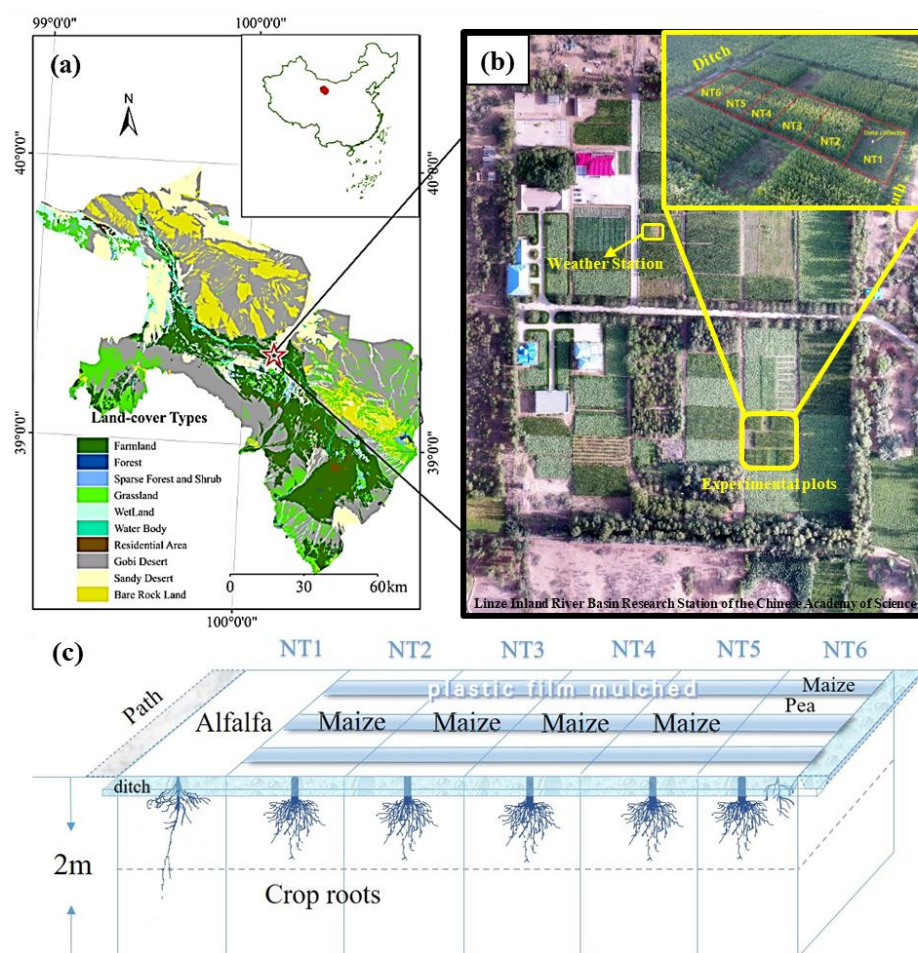 99°0'0"
100°0'0"
(a)
N
40°0'0"
40°0'0"
39°0'0"
39°0'0"
Land-cover Types
Farmland
Forest
Sparse Forest and Shrub
Grassland
WetLand
Water Body
Residential Area
Gobi Desert
Sandy Desert
Bare Rock Land
0 30 60 km
100°0'0"
(b)
Ditch
NT6
NT5
NT4
NT3
NT2
NT1
Data collector
Weather Station
Experimental plots
Linze Inland River Basin Research Station of the Chinese Academy of Science
(c)
NT1 NT2 NT3 NT4 NT5 NT6
plastic film mulched
Maize
Pea
Path
Alfalfa
Maize Maize Maize Maize
ditch
2m
Crop roots